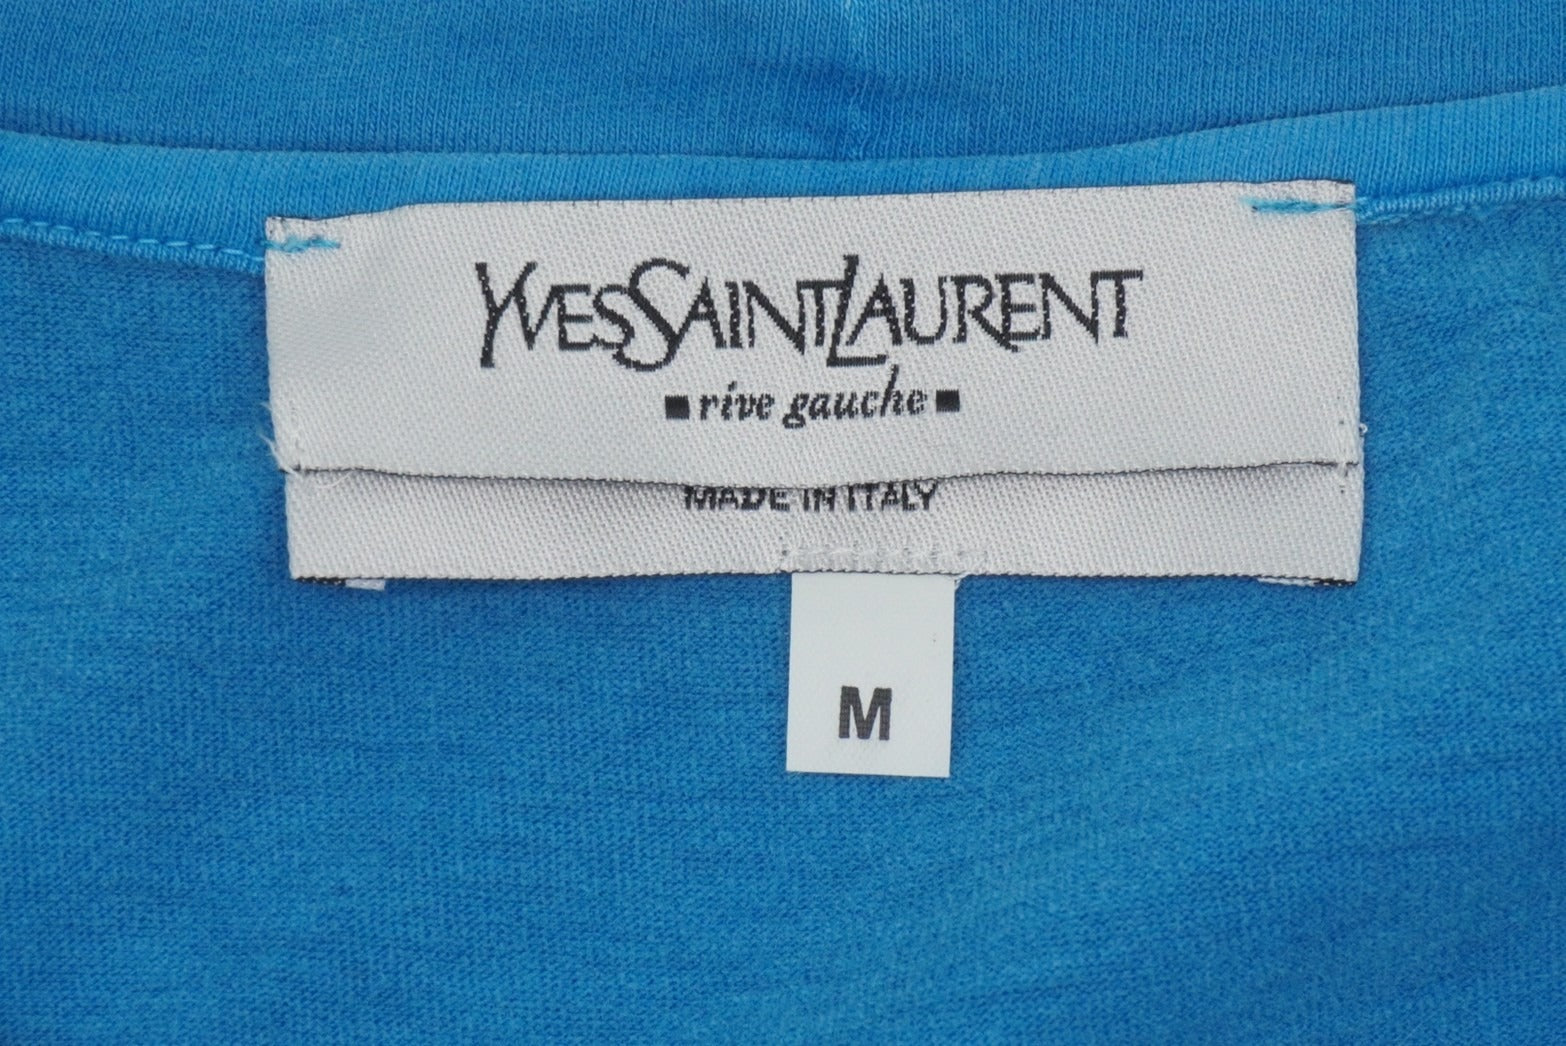 YVESSAINTLAURENT
▪rive gauche▪
MADE IN ITALY
M